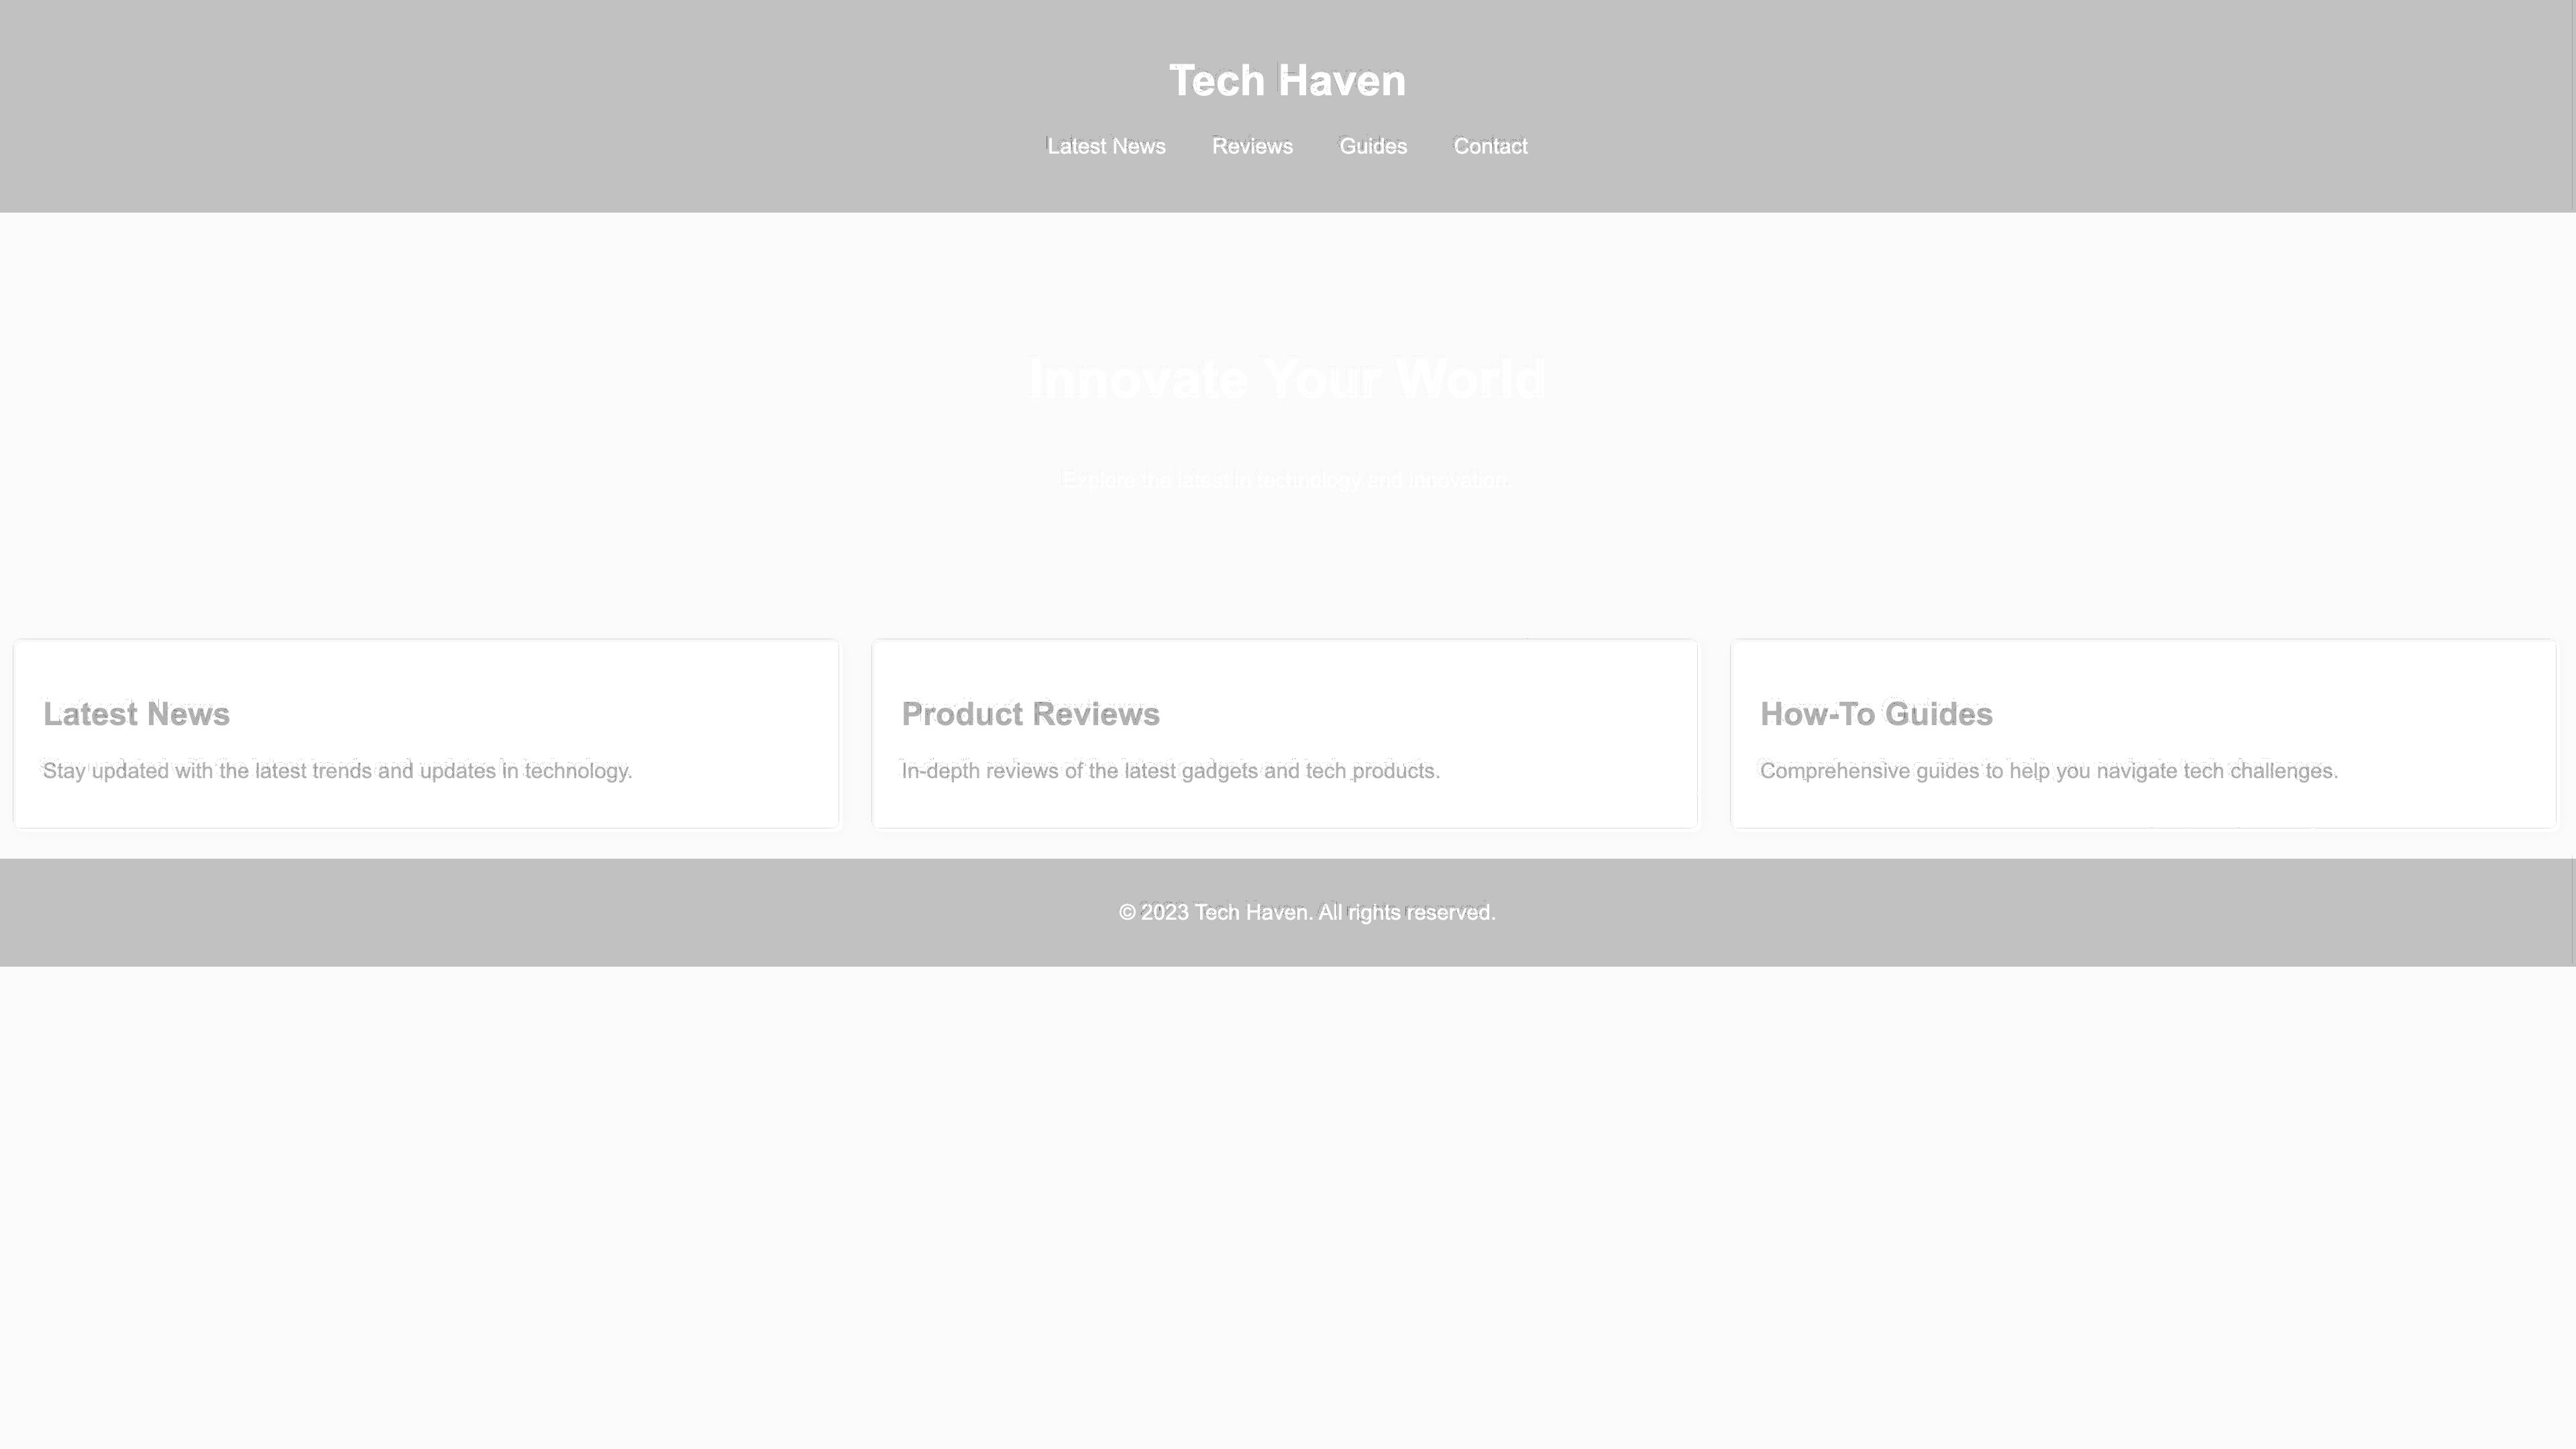 Tech Haven
Latest News Reviews Guides Contact
Innovate Your World
Explore the latest in technology and innovation.
Latest News
Stay updated with the latest trends and updates in technology.
Product Reviews
In-depth reviews of the latest gadgets and tech products.
How-To Guides
Comprehensive guides to help you navigate tech challenges.
© 2023 Tech Haven. All rights reserved.